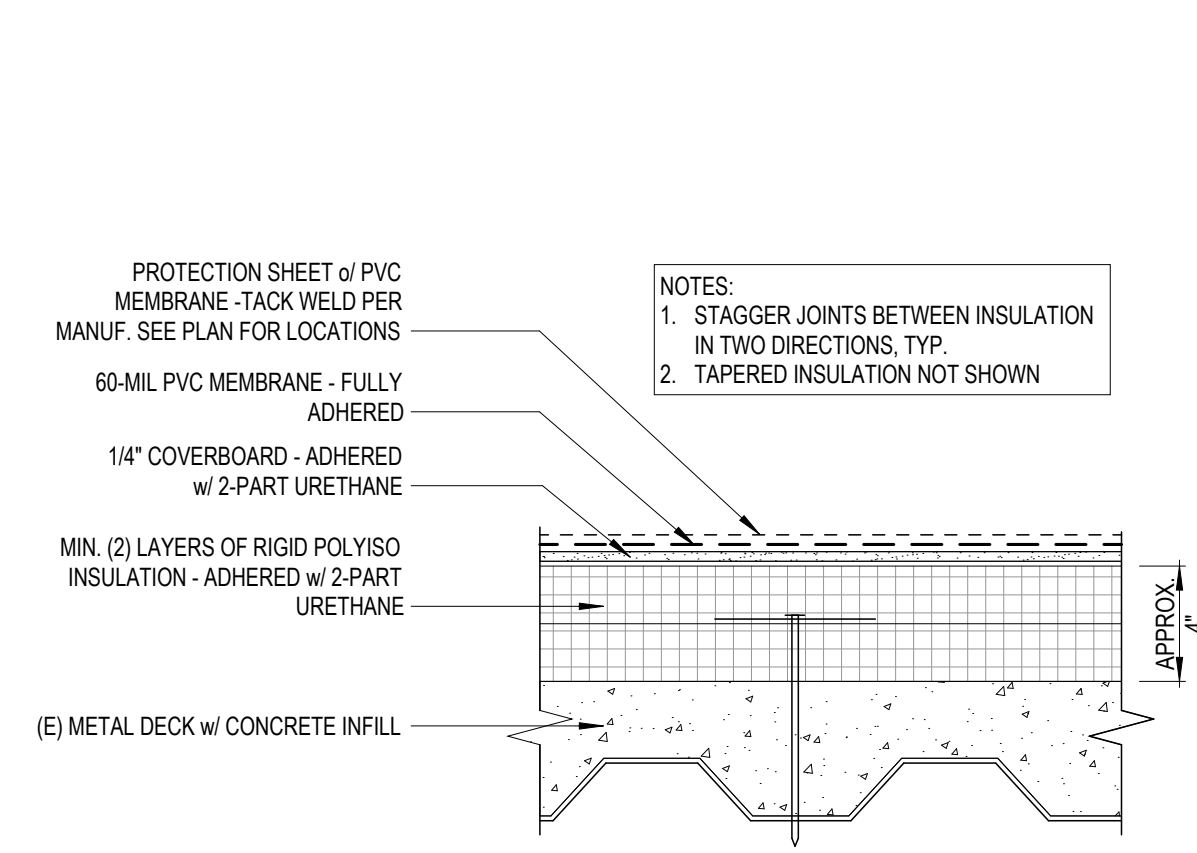 PROTECTION SHEET o/ PVC
MEMBRANE -TACK WELD PER
MANUF. SEE PLAN FOR LOCATIONS
60-MIL PVC MEMBRANE - FULLY
ADHERED
1/4" COVERBOARD - ADHERED
w/ 2-PART URETHANE
MIN. (2) LAYERS OF RIGID POLYISO
INSULATION - ADHERED w/ 2-PART
URETHANE
(E) METAL DECK w/ CONCRETE INFILL
NOTES:
1. STAGGER JOINTS BETWEEN INSULATION
IN TWO DIRECTIONS, TYP.
2. TAPERED INSULATION NOT SHOWN
APPROX.
4"